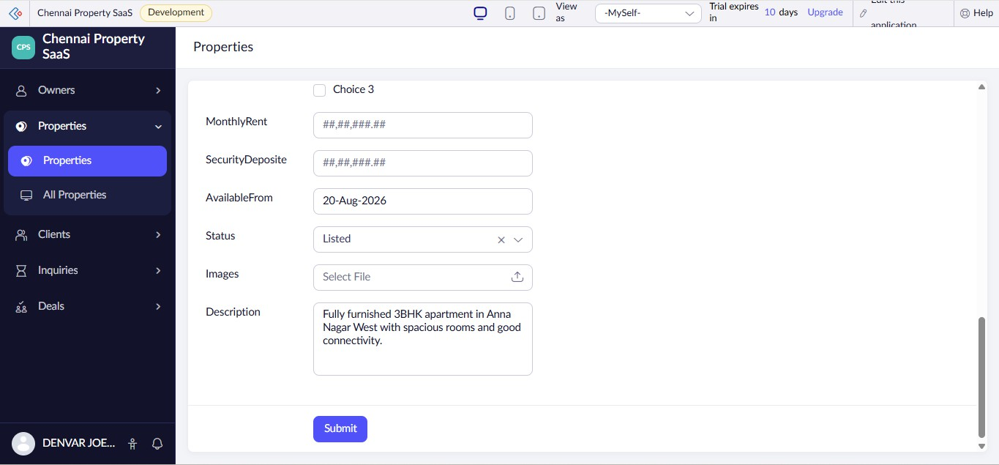 Chennai Property SaaS
Development
View as
-MySelf-
Trial expires in
10 days
Upgrade
Edit this application
Help
CPS
Chennai Property SaaS
Owners
Properties
Properties
All Properties
Clients
Inquiries
Deals
DENVAR JOE...
Properties
Choice 3
MonthlyRent
##,##,###.##
SecurityDeposite
##,##,###.##
AvailableFrom
20-Aug-2026
Status
Listed
Images
Select File
Description
Fully furnished 3BHK apartment in Anna
Nagar West with spacious rooms and good
connectivity.
Submit